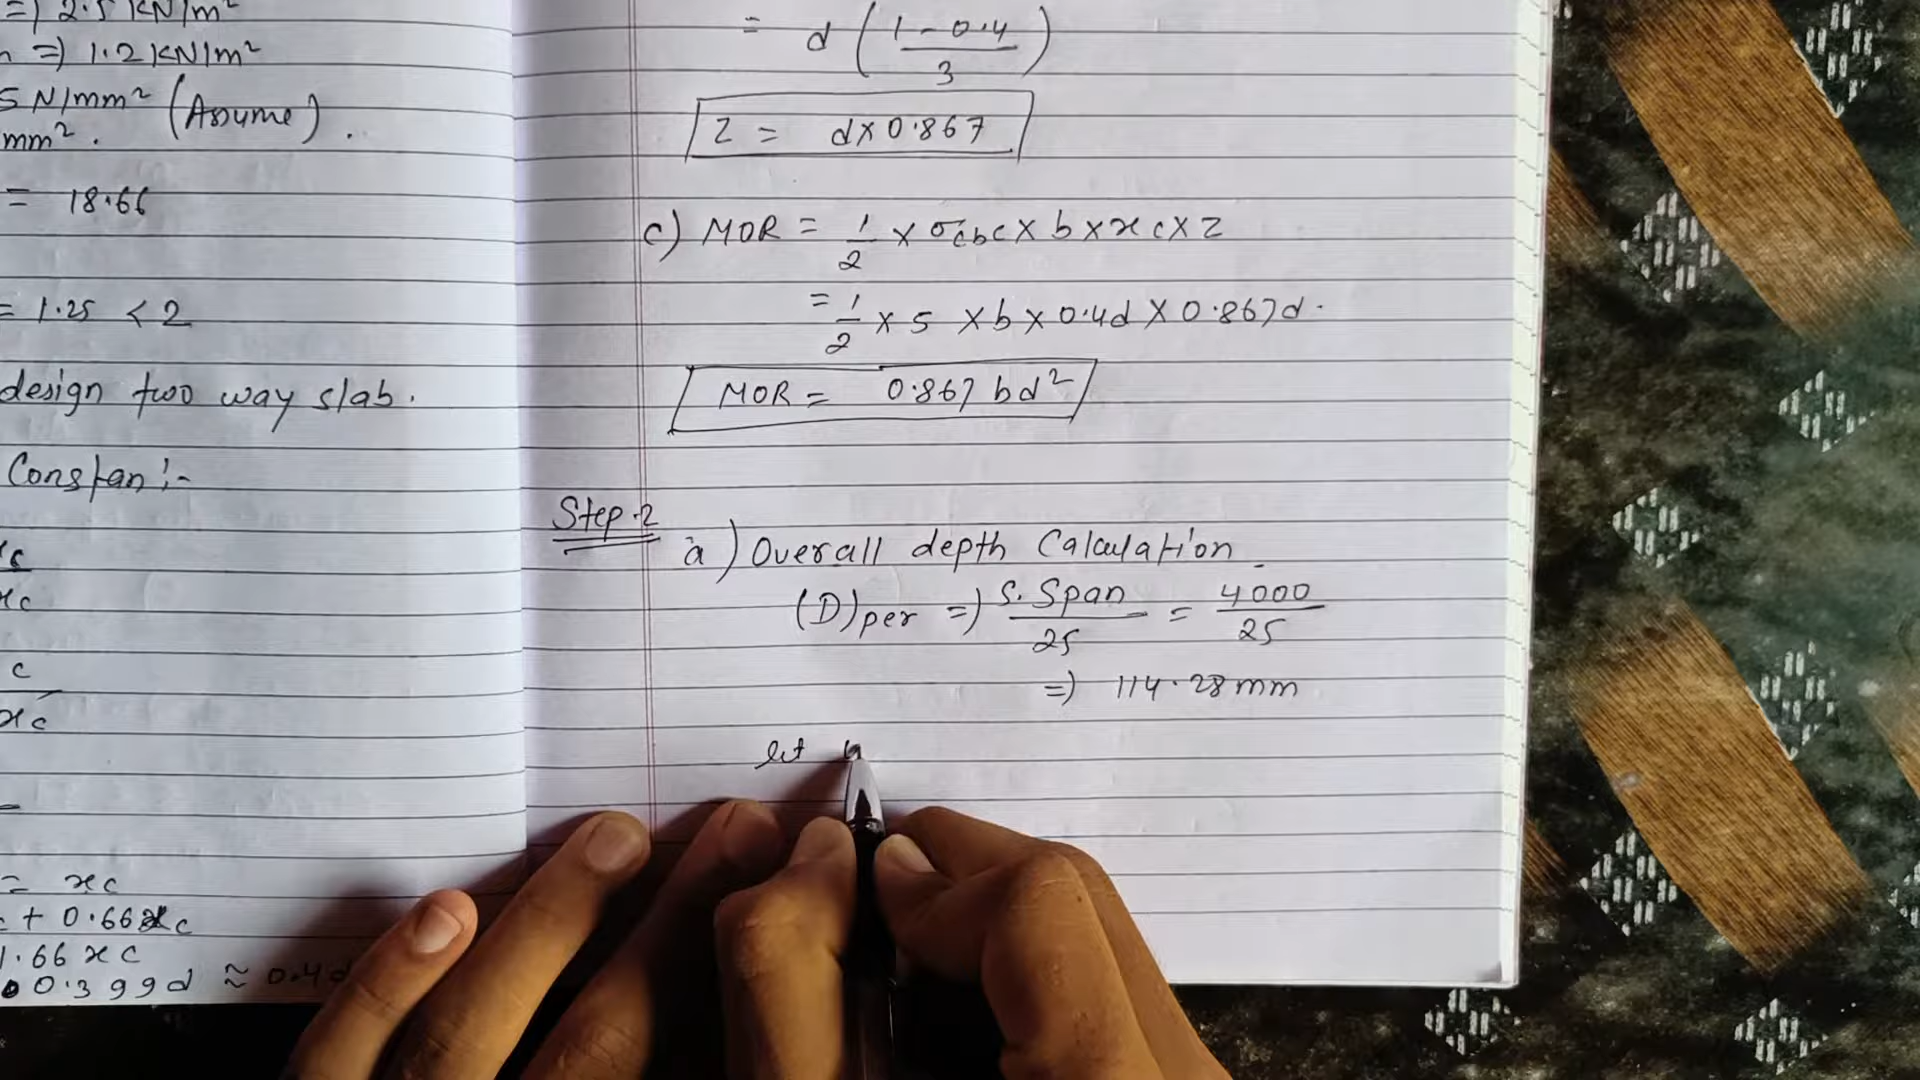 =) 2.5 KN/m²
=) 1.2 KN/m²
5 N/mm² (Assume).
mm².
= 18.66
= 1.25 < 2
design two way slab.
Constan:-
xc
c
xc
= xc
+ 0.66xc
1.66 xc
0.399d ≈ 0.4d
= d (1 - 0.4 / 3)
Z = d x 0.867
c) MOR = 1/2 x σcbc x b x xc x Z
= 1/2 x 5 x b x 0.4d x 0.867d.
MOR = 0.867 bd²
Step.2
a) Overall depth Calculation
(D)per =) S. Span / 25 = 4000 / 25
=) 114.28mm
let